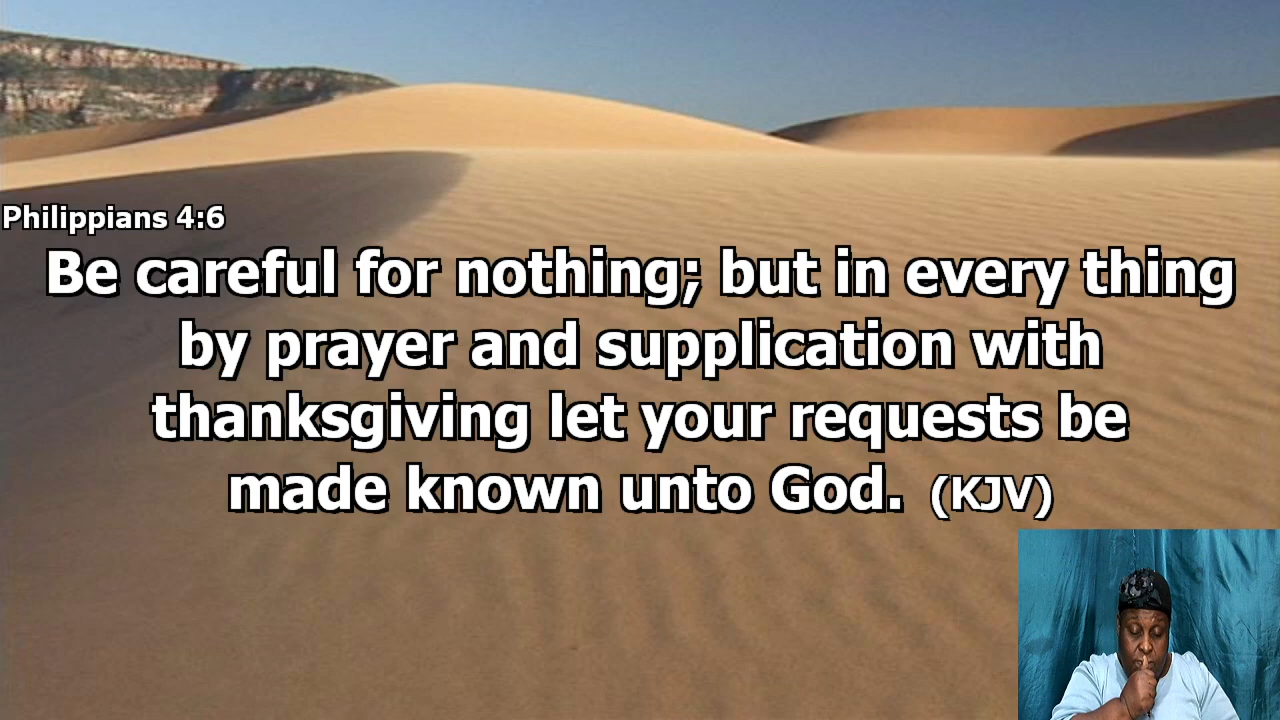 Philippians 4:6
Be careful for nothing; but in every thing
by prayer and supplication with
thanksgiving let your requests be
made known unto God. (KJV)